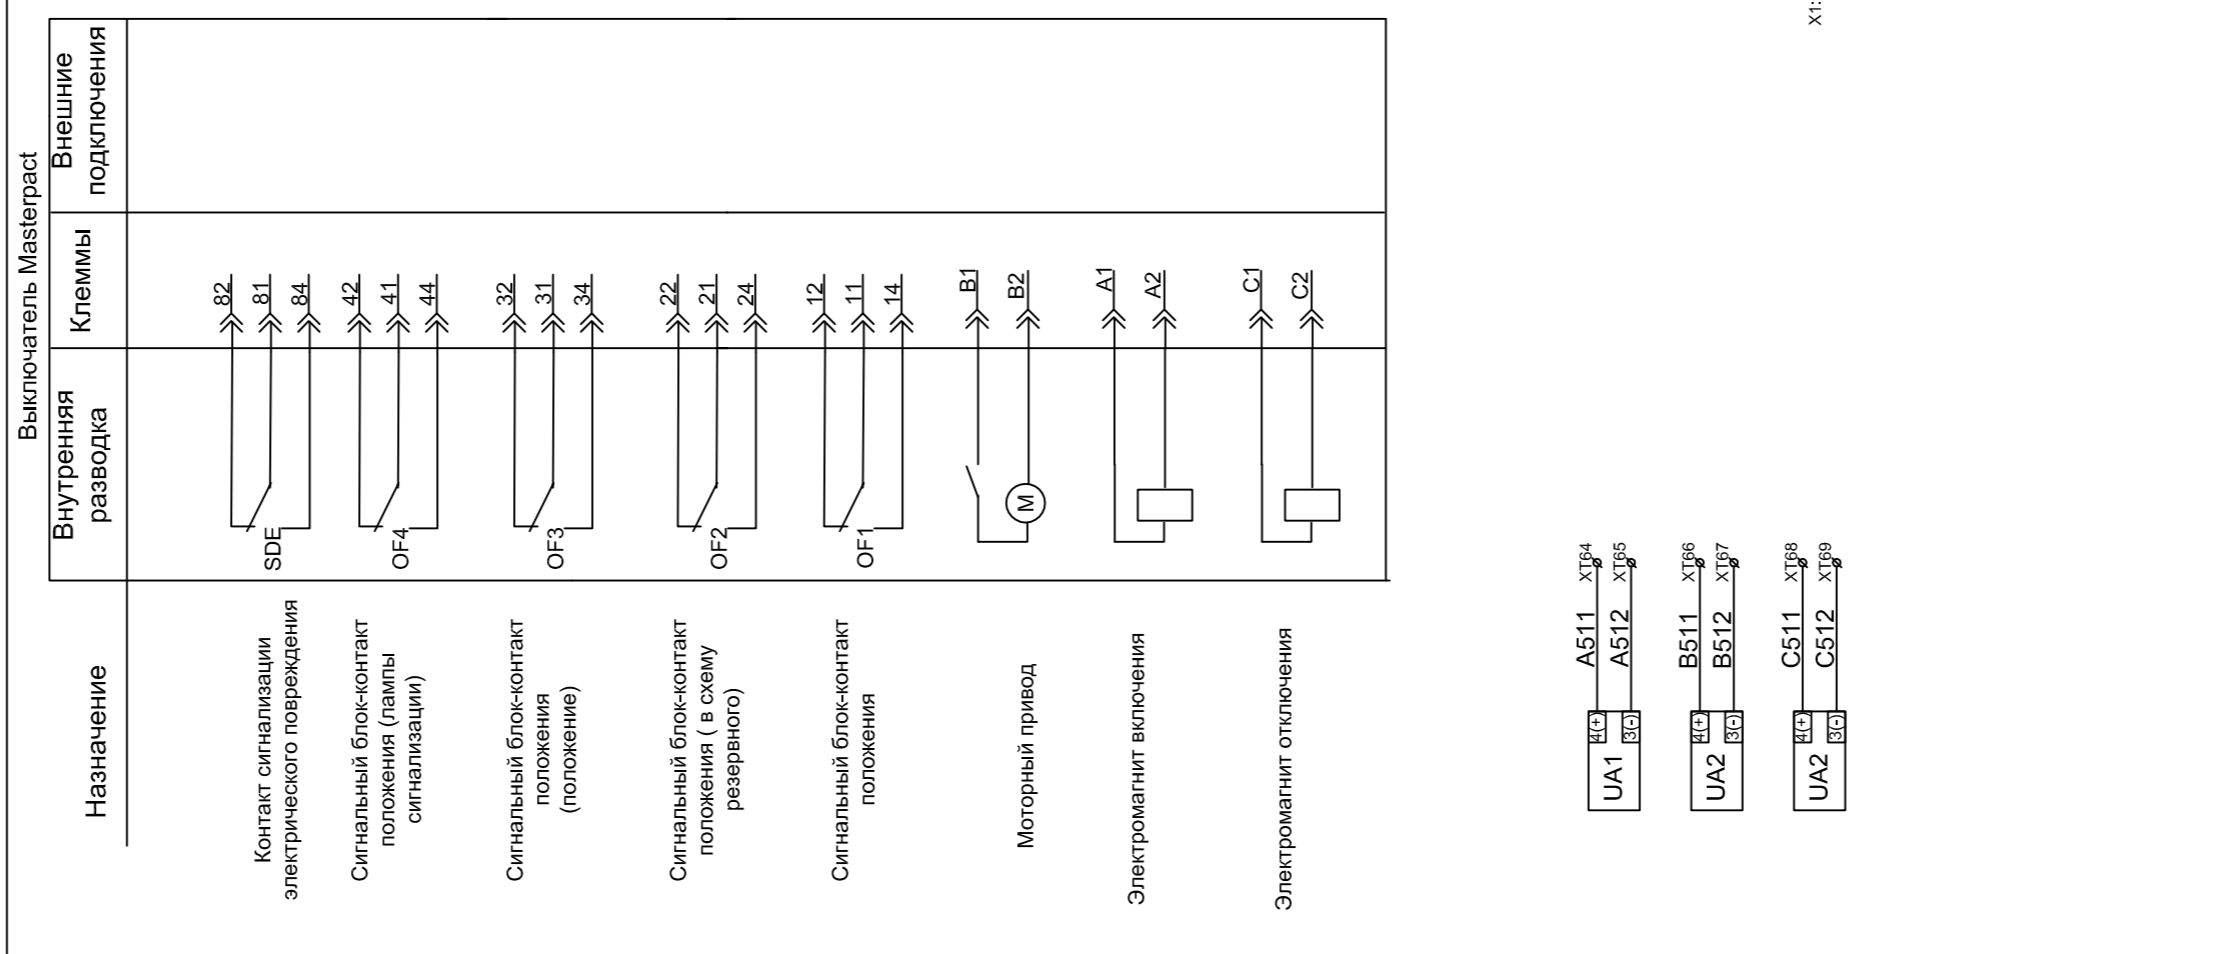 Выключатель Masterpact
Назначение
Внутренняя
разводка
Клеммы
Внешние
подключения
Контакт сигнализации
электрического повреждения
SDE
82
81
84
Сигнальный блок-контакт
положения (лампы
сигнализации)
OF4
42
41
44
Сигнальный блок-контакт
положения
(положение)
OF3
32
31
34
Сигнальный блок-контакт
положения ( в схему
резервного)
OF2
22
21
24
Сигнальный блок-контакт
положения
OF1
12
11
14
Моторный привод
M
B1
B2
Электромагнит включения
A1
A2
Электромагнит отключения
C1
C2
UA1
4(+)
3(-)
A511
A512
XT64
XT65
UA2
4(+)
3(-)
B511
B512
XT66
XT67
UA2
4(+)
3(-)
C511
C512
XT68
XT69
X1: